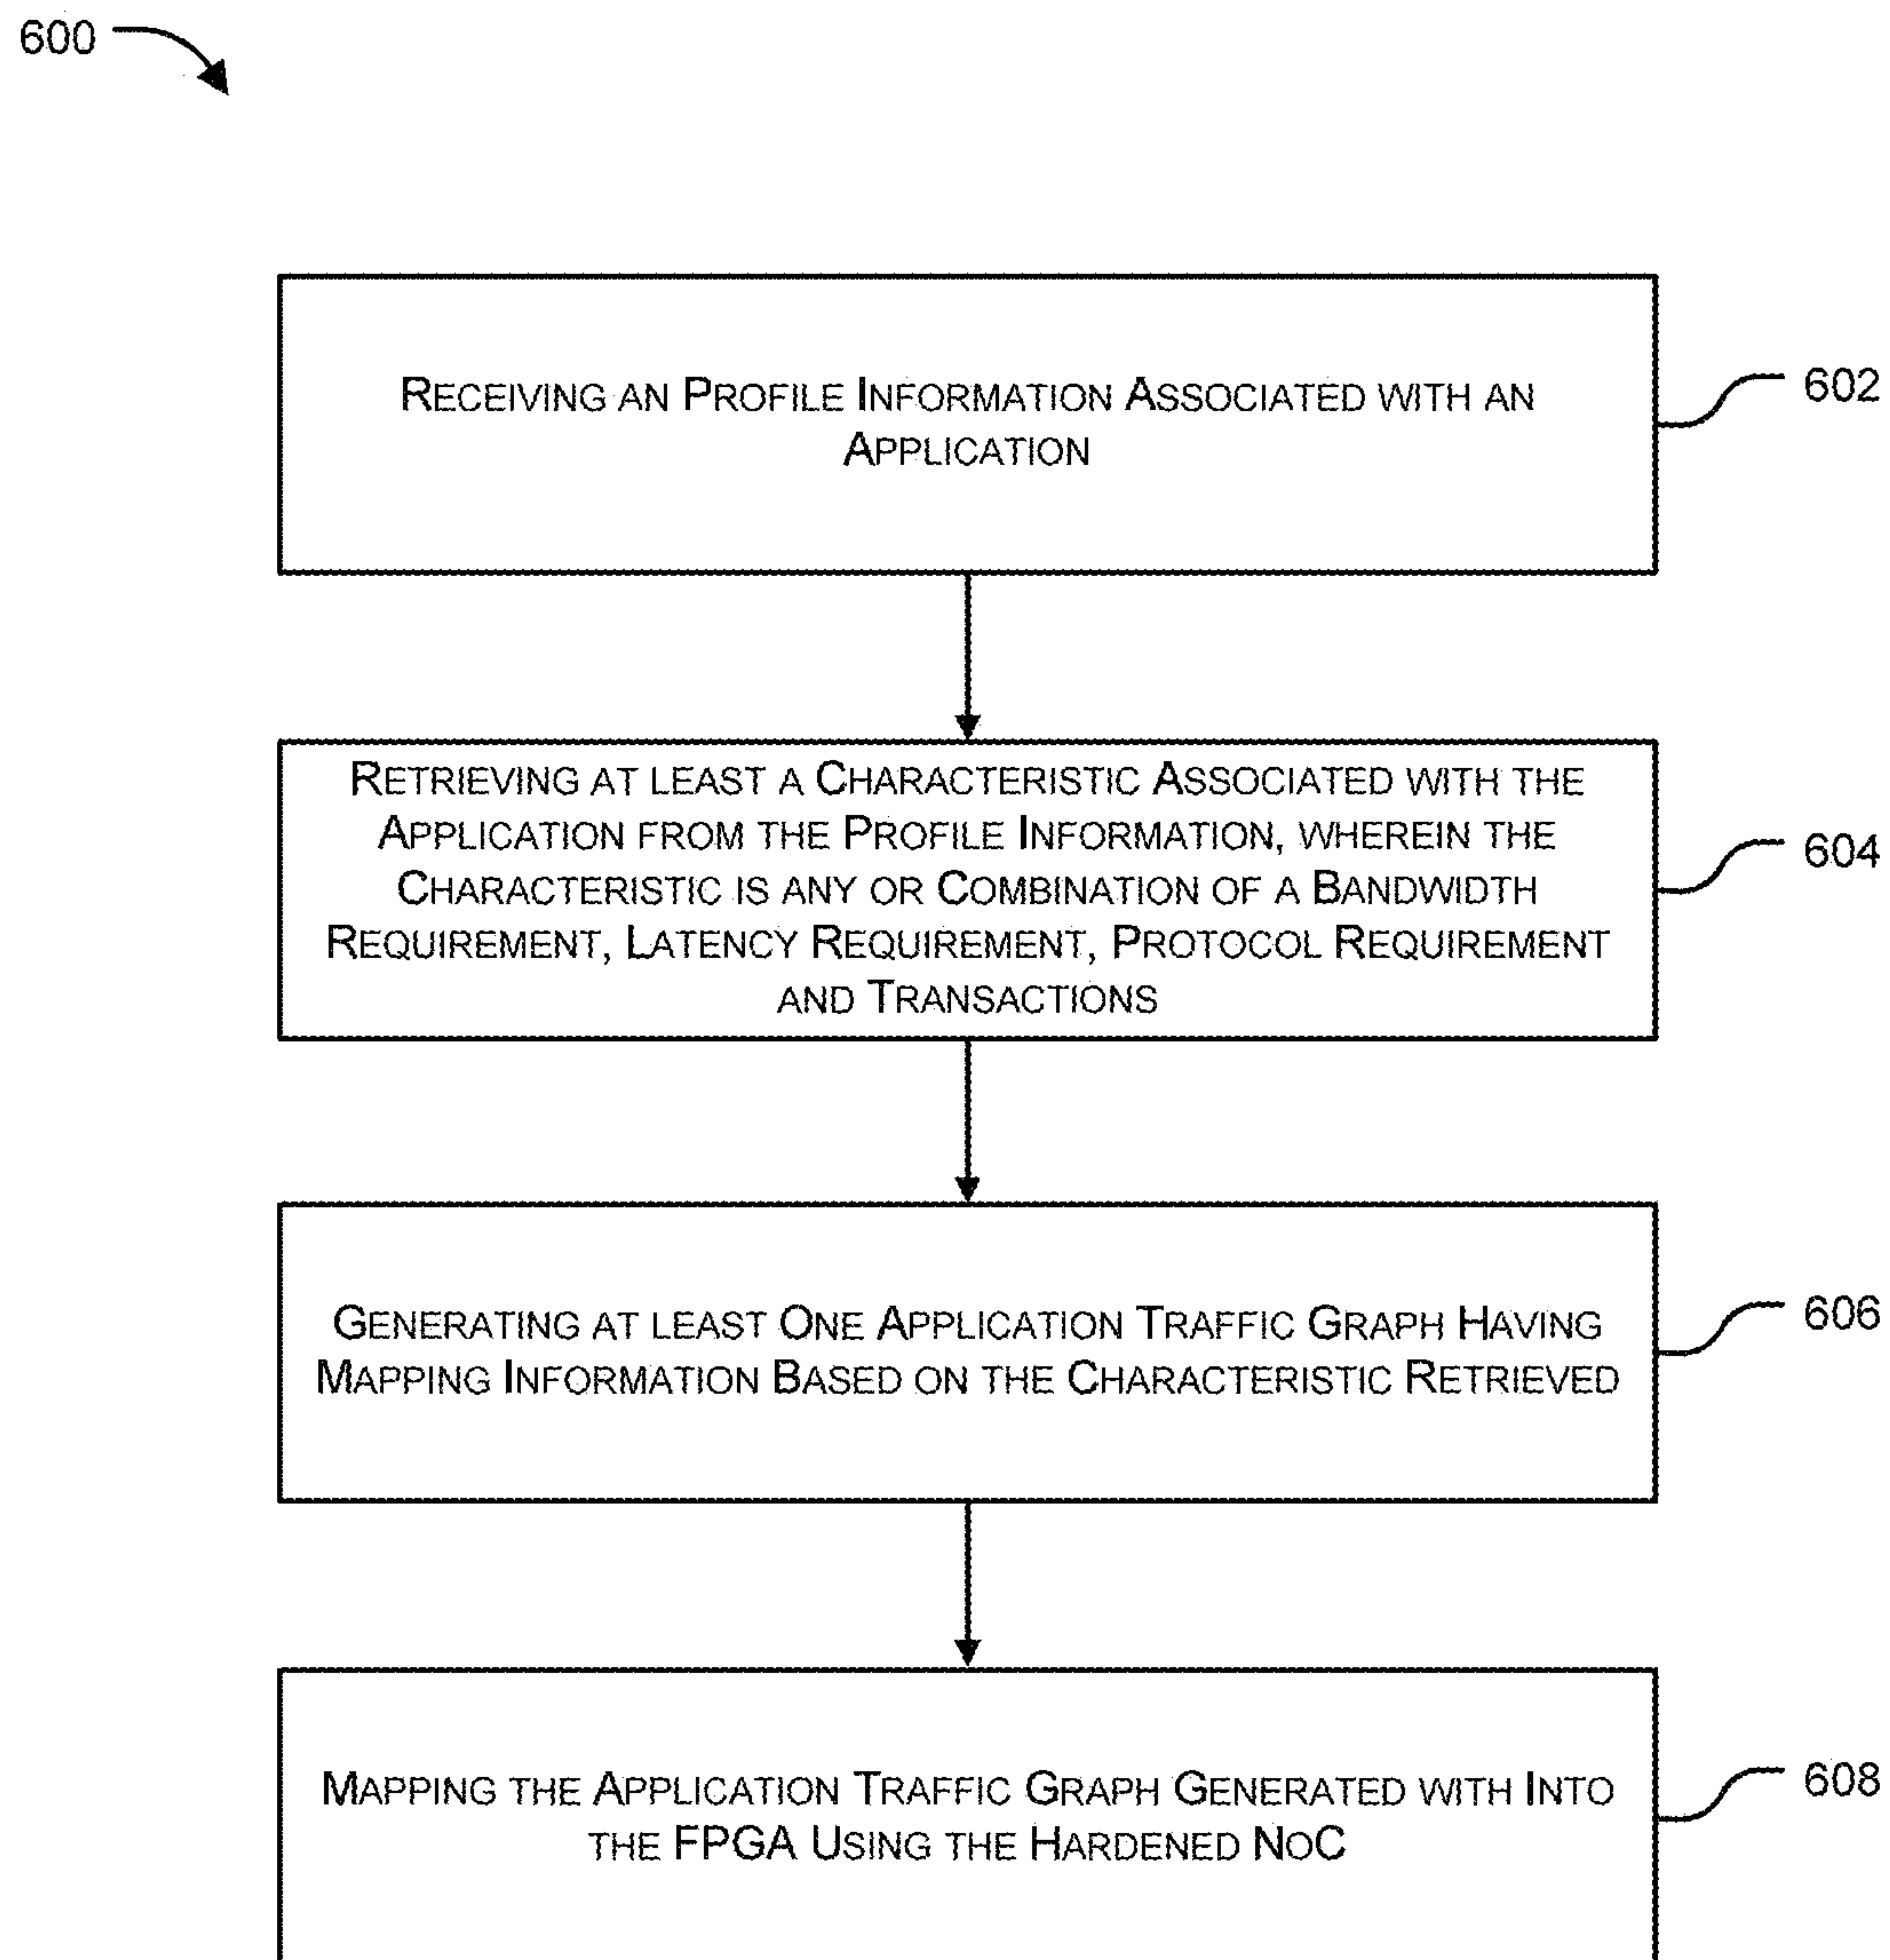 600
RECEIVING AN PROFILE INFORMATION ASSOCIATED WITH AN
APPLICATION
602
RETRIEVING AT LEAST A CHARACTERISTIC ASSOCIATED WITH THE
APPLICATION FROM THE PROFILE INFORMATION, WHEREIN THE
CHARACTERISTIC IS ANY OR COMBINATION OF A BANDWIDTH
REQUIREMENT, LATENCY REQUIREMENT, PROTOCOL REQUIREMENT
AND TRANSACTIONS
604
GENERATING AT LEAST ONE APPLICATION TRAFFIC GRAPH HAVING
MAPPING INFORMATION BASED ON THE CHARACTERISTIC RETRIEVED
606
MAPPING THE APPLICATION TRAFFIC GRAPH GENERATED WITH INTO
THE FPGA USING THE HARDENED NOC
608